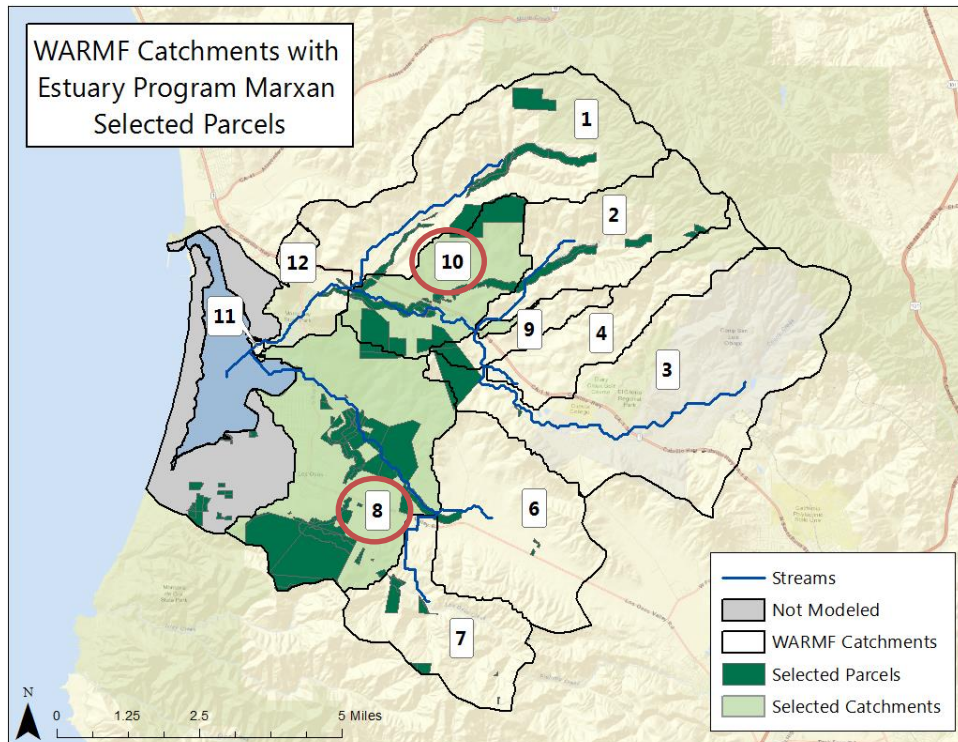 WARMF Catchments with
Estuary Program Marxan
Selected Parcels
1
2
10
12
11
9
4
3
8
6
7
Streams
Not Modeled
WARMF Catchments
Selected Parcels
Selected Catchments
N
0 1.25 2.5 5 Miles